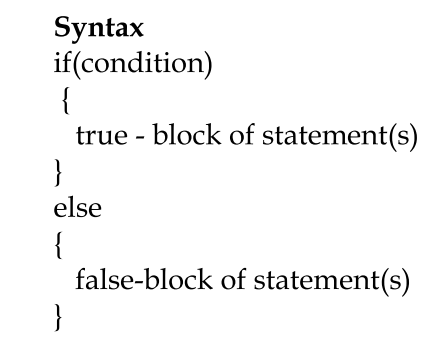 Syntax
if(condition)
{
true - block of statement(s)
}
else
{
false-block of statement(s)
}